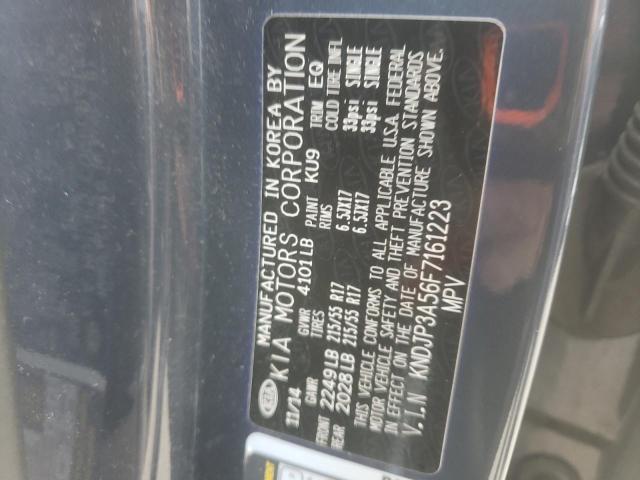 KIA
MANUFACTURED IN KOREA BY
KIA MOTORS CORPORATION
11/14 GVWR 4101LB PAINT KU9 TRIM EQ
GAWR TIRES RIMS COLD TIRE INFL
FRONT 2249LB 215/55 R17 6.5JX17 33psi SINGLE
REAR 2028LB 215/55 R17 6.5JX17 33psi SINGLE
THIS VEHICLE CONFORMS TO ALL APPLICABLE U.S.A. FEDERAL
MOTOR VEHICLE SAFETY AND THEFT PREVENTION STANDARDS
IN EFFECT ON THE DATE OF MANUFACTURE SHOWN ABOVE.
V.I.N KNDJP3A56F7161223
MPV